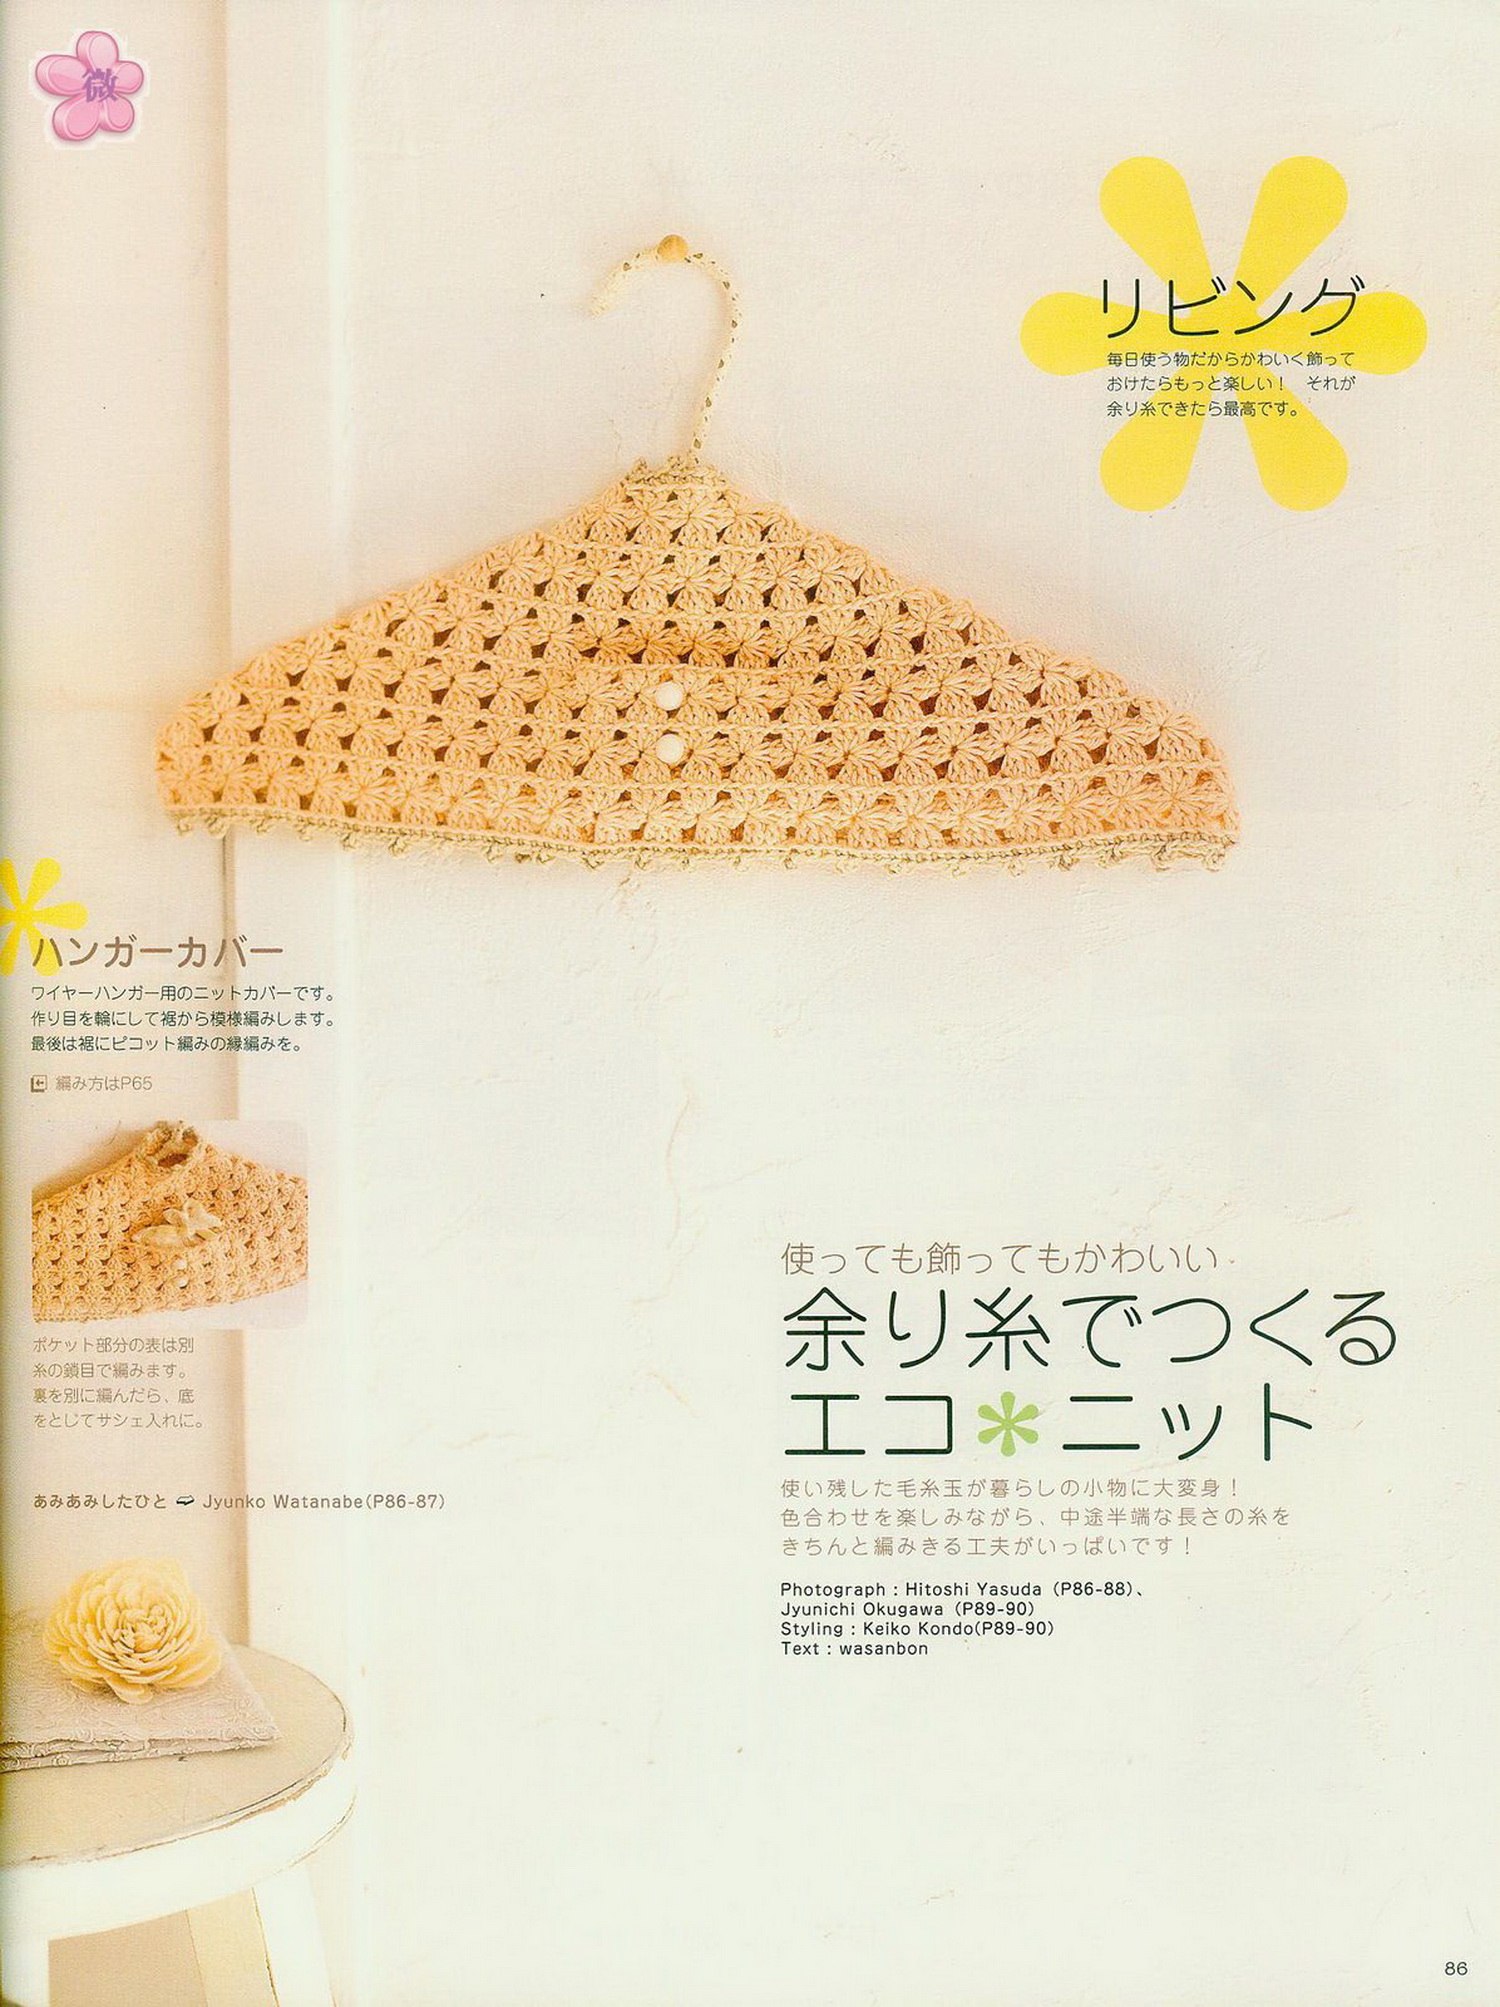 微
リビング
毎日使う物だからかわいく飾って
おけたらもっと楽しい！　それが
余り糸できたら最高です。
ハンガーカバー
ワイヤーハンガー用のニットカバーです。
作り目を輪にして裾から模様編みします。
最後は裾にピコット編みの縁編みを。
編み方はP65
ポケット部分の表は別
糸の鎖目で編みます。
裏を別に編んだら、底
をとじてサシェ入れに。
あみあみしたひと ➫ Jyunko Watanabe(P86-87)
使っても飾ってもかわいい
余り糸でつくる
エコ＊ニット
使い残した毛糸玉が暮らしの小物に大変身！
色合わせを楽しみながら、中途半端な長さの糸を
きちんと編みきる工夫がいっぱいです！
Photograph : Hitoshi Yasuda (P86-88)、
Jyunichi Okugawa (P89-90)
Styling : Keiko Kondo(P89-90)
Text : wasanbon
86